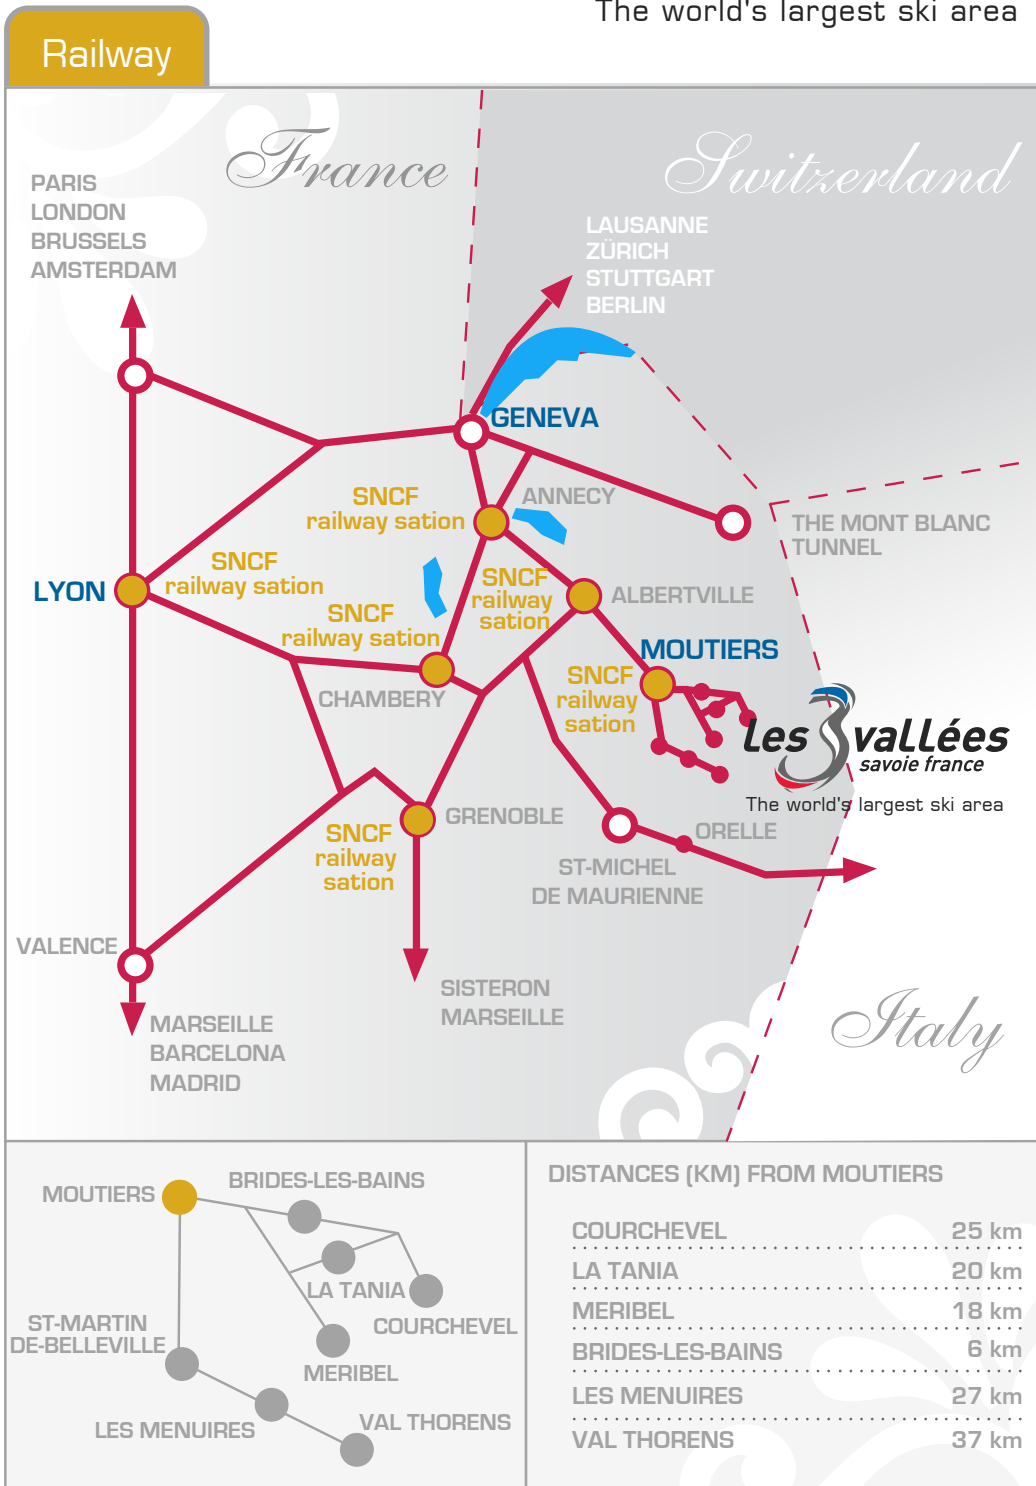 The world's largest ski area
Railway
France
Switzerland
PARIS
LONDON
BRUSSELS
AMSTERDAM
LAUSANNE
ZÜRICH
STUTTGART
BERLIN
GENEVA
SNCF
railway sation
ANNECY
THE MONT BLANC
TUNNEL
LYON
SNCF
railway sation
SNCF
railway
sation
ALBERTVILLE
SNCF
railway sation
CHAMBERY
MOUTIERS
SNCF
railway
sation
Les 3 vallées
savoie france
The world's largest ski area
GRENOBLE
SNCF
railway
sation
ORELLE
ST-MICHEL
DE MAURIENNE
VALENCE
SISTERON
MARSEILLE
MARSEILLE
BARCELONA
MADRID
Italy
MOUTIERS
BRIDES-LES-BAINS
LA TANIA
COURCHEVEL
MERIBEL
ST-MARTIN
DE-BELLEVILLE
LES MENUIRES
VAL THORENS
DISTANCES (KM) FROM MOUTIERS
COURCHEVEL 25 km
LA TANIA 20 km
MERIBEL 18 km
BRIDES-LES-BAINS 6 km
LES MENUIRES 27 km
VAL THORENS 37 km